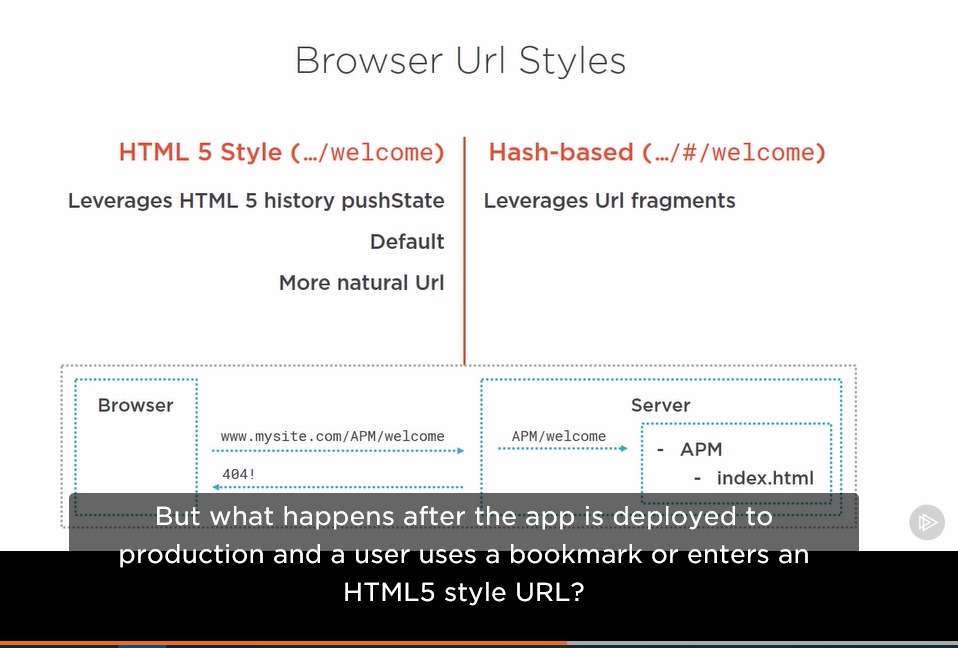 Browser Url Styles
HTML 5 Style (…/welcome)
Leverages HTML 5 history pushState
Default
More natural Url
Hash-based (…/#/welcome)
Leverages Url fragments
Browser
www.mysite.com/APM/welcome
404!
Server
APM/welcome
- APM
- index.html
But what happens after the app is deployed to
production and a user uses a bookmark or enters an
HTML5 style URL?